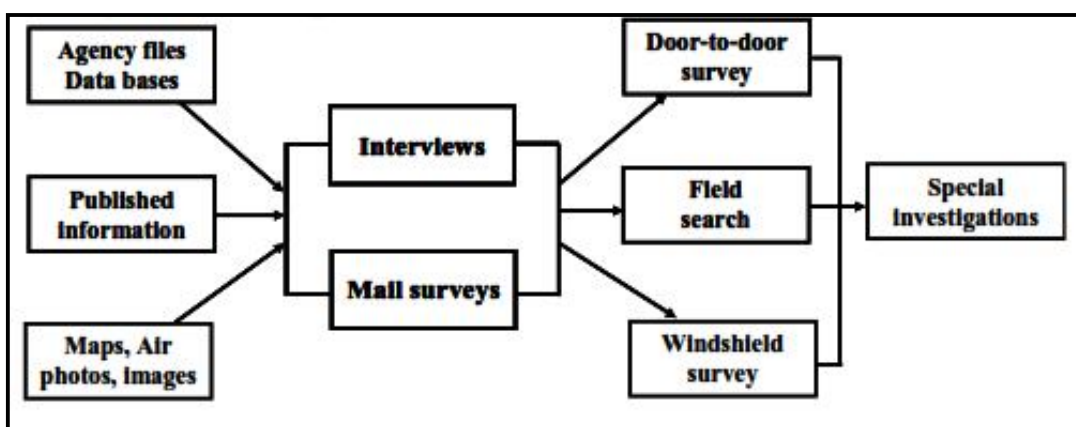 Agency files
Data bases
Published
information
Maps, Air
photos, images
Interviews
Mail surveys
Door-to-door
survey
Field
search
Windshield
survey
Special
investigations